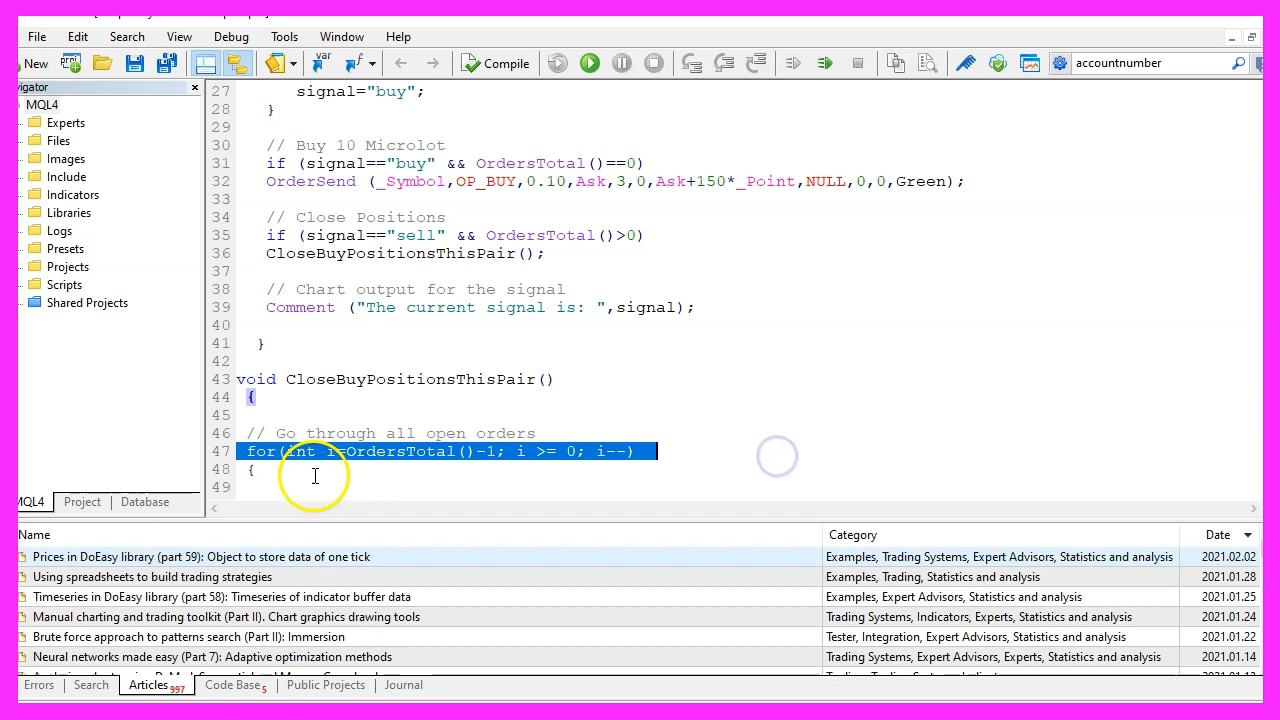 File Edit Search View Debug Tools Window Help
New Compile accountnumber
vigator
MQL4
Experts
Files
Images
Include
Indicators
Libraries
Logs
Presets
Projects
Scripts
Shared Projects
MQL4 Project Database
27 signal="buy";
28 }
29
30 // Buy 10 Microlot
31 if (signal=="buy" && OrdersTotal()==0)
32 OrderSend (_Symbol,OP_BUY,0.10,Ask,3,0,Ask+150*_Point,NULL,0,0,Green);
33
34 // Close Positions
35 if (signal=="sell" && OrdersTotal()>0)
36 CloseBuyPositionsThisPair();
37
38 // Chart output for the signal
39 Comment ("The current signal is: ",signal);
40
41 }
42
43 void CloseBuyPositionsThisPair()
44 {
45
46 // Go through all open orders
47 for(int i=OrdersTotal()-1; i >= 0; i--)
48 {
49
Name Category Date
Prices in DoEasy library (part 59): Object to store data of one tick Examples, Trading Systems, Expert Advisors, Statistics and analysis 2021.02.02
Using spreadsheets to build trading strategies Examples, Trading, Statistics and analysis 2021.01.28
Timeseries in DoEasy library (part 58): Timeseries of indicator buffer data Examples, Expert Advisors, Statistics and analysis 2021.01.25
Manual charting and trading toolkit (Part II). Chart graphics drawing tools Trading Systems, Indicators, Experts, Statistics and analysis 2021.01.24
Brute force approach to patterns search (Part II): Immersion Tester, Integration, Expert Advisors, Statistics and analysis 2021.01.22
Neural networks made easy (Part 7): Adaptive optimization methods Trading Systems, Expert Advisors, Experts, Statistics and analysis 2021.01.14
Errors Search Articles 997 Code Base 5 Public Projects Journal